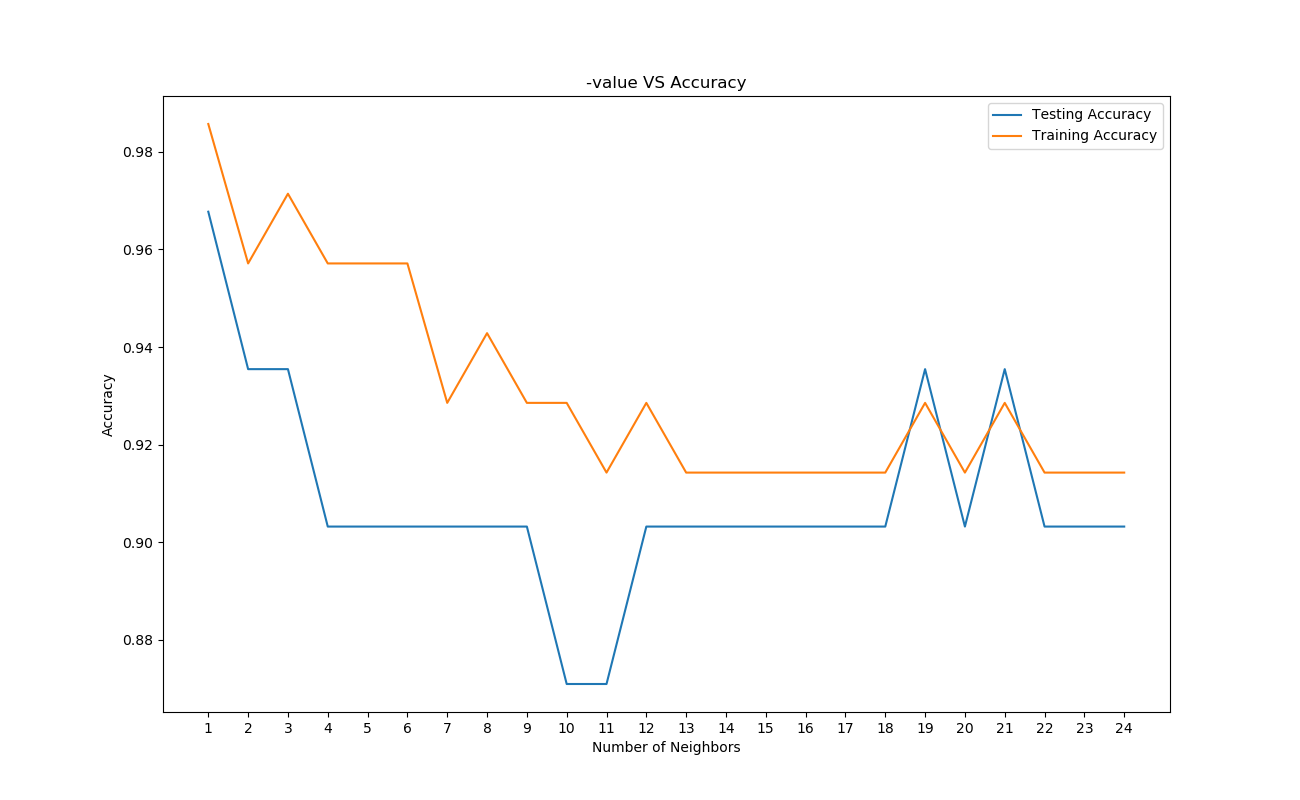 -value VS Accuracy
Testing Accuracy
Training Accuracy
0.98
0.96
0.94
0.92
0.90
0.88
Accuracy
1 2 3 4 5 6 7 8 9 10 11 12 13 14 15 16 17 18 19 20 21 22 23 24
Number of Neighbors